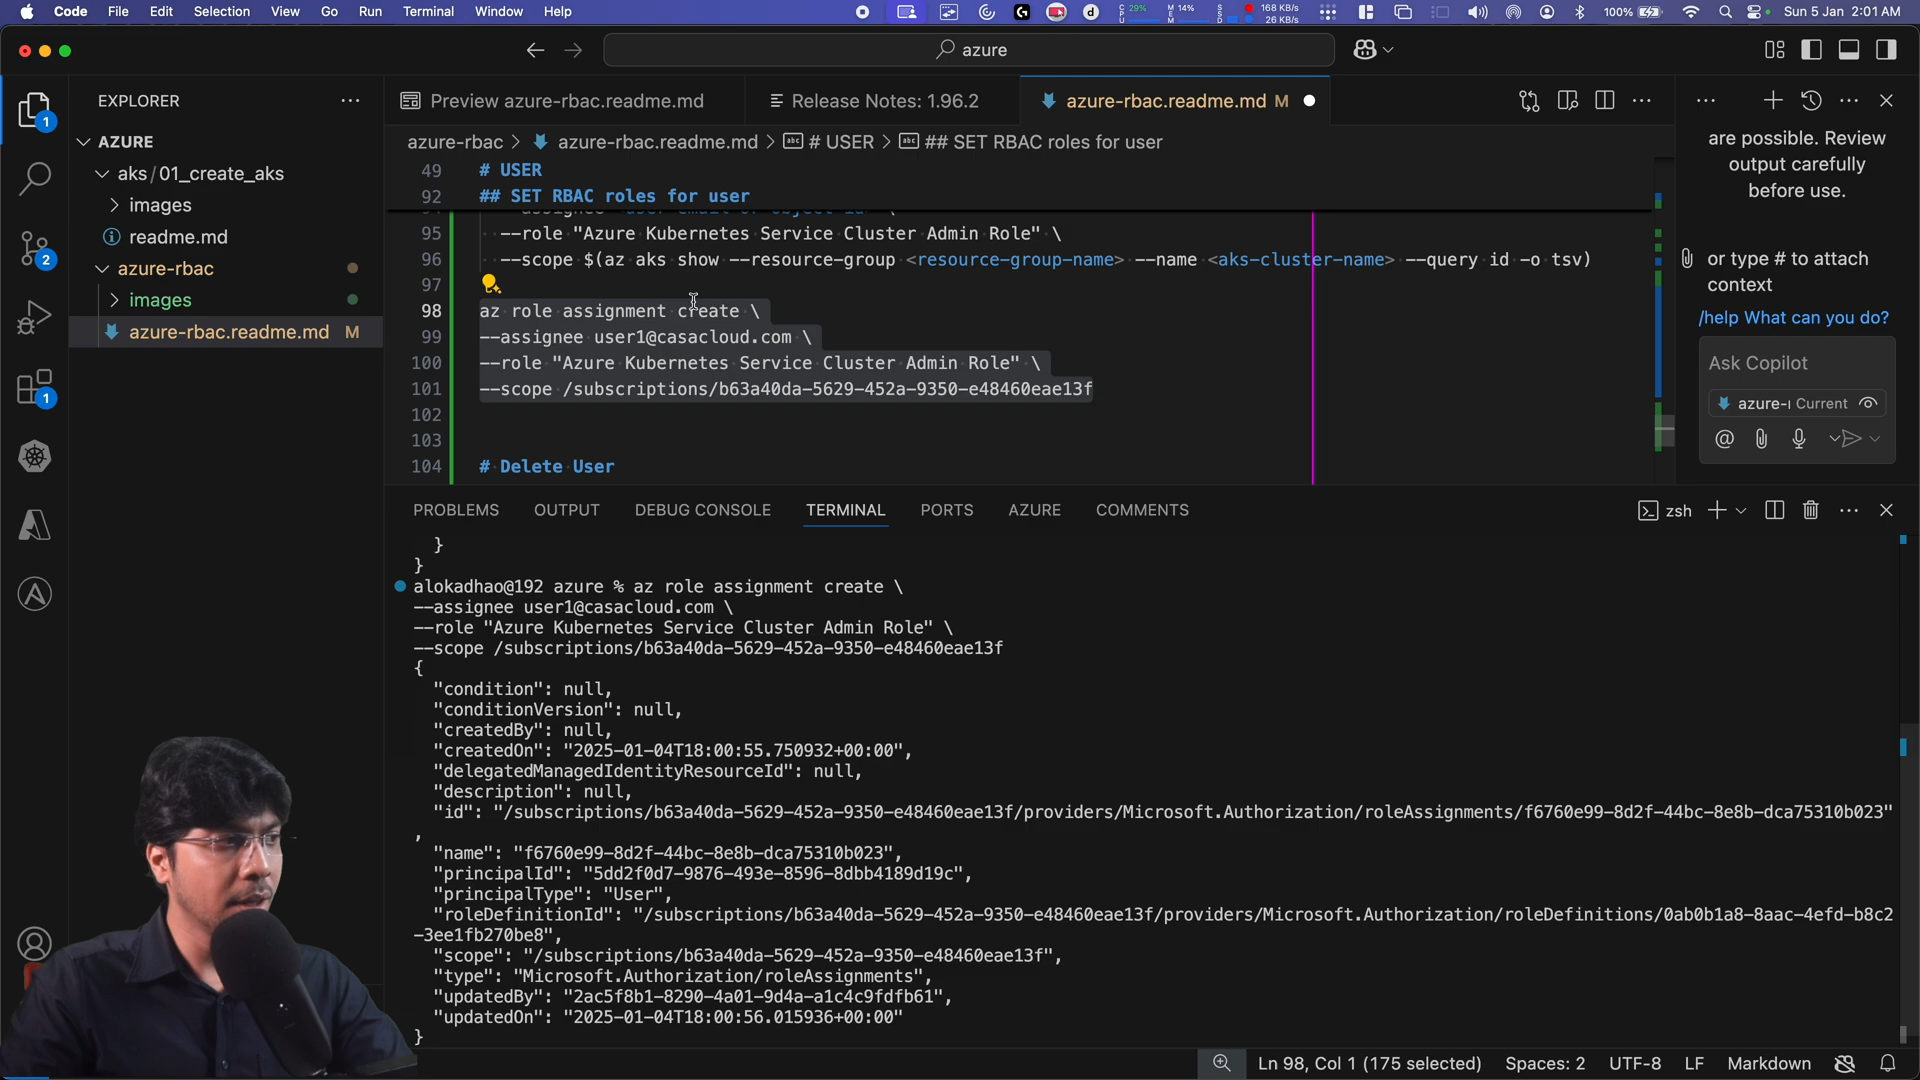 Code File Edit Selection View Go Run Terminal Window Help
CPU 29% MEM 14% SSD 168 KB/s 26 KB/s 100% Sun 5 Jan 2:01 AM
azure
EXPLORER
AZURE
aks / 01_create_aks
images
readme.md
azure-rbac
images
azure-rbac.readme.md M
1
2
1
Preview azure-rbac.readme.md
Release Notes: 1.96.2
azure-rbac.readme.md M
azure-rbac > azure-rbac.readme.md > # USER > ## SET RBAC roles for user
49 # USER
92 ## SET RBAC roles for user
95 --role "Azure Kubernetes Service Cluster Admin Role" \
96 --scope $(az aks show --resource-group <resource-group-name> --name <aks-cluster-name> --query id -o tsv)
97
98 az role assignment create \
99 --assignee user1@casacloud.com \
100 --role "Azure Kubernetes Service Cluster Admin Role" \
101 --scope /subscriptions/b63a40da-5629-452a-9350-e48460eae13f
102
103
104 # Delete User
are possible. Review
output carefully
before use.
or type # to attach
context
/help What can you do?
Ask Copilot
azure-r Current
PROBLEMS OUTPUT DEBUG CONSOLE TERMINAL PORTS AZURE COMMENTS
zsh
}
}
alokadhao@192 azure % az role assignment create \
--assignee user1@casacloud.com \
--role "Azure Kubernetes Service Cluster Admin Role" \
--scope /subscriptions/b63a40da-5629-452a-9350-e48460eae13f
{
"condition": null,
"conditionVersion": null,
"createdBy": null,
"createdOn": "2025-01-04T18:00:55.750932+00:00",
"delegatedManagedIdentityResourceId": null,
"description": null,
"id": "/subscriptions/b63a40da-5629-452a-9350-e48460eae13f/providers/Microsoft.Authorization/roleAssignments/f6760e99-8d2f-44bc-8e8b-dca75310b023"
,
"name": "f6760e99-8d2f-44bc-8e8b-dca75310b023",
"principalId": "5dd2f0d7-9876-493e-8596-8dbb4189d19c",
"principalType": "User",
"roleDefinitionId": "/subscriptions/b63a40da-5629-452a-9350-e48460eae13f/providers/Microsoft.Authorization/roleDefinitions/0ab0b1a8-8aac-4efd-b8c2
-3ee1fb270be8",
"scope": "/subscriptions/b63a40da-5629-452a-9350-e48460eae13f",
"type": "Microsoft.Authorization/roleAssignments",
"updatedBy": "2ac5f8b1-8290-4a01-9d4a-a1c4c9fdfb61",
"updatedOn": "2025-01-04T18:00:56.015936+00:00"
}
Ln 98, Col 1 (175 selected) Spaces: 2 UTF-8 LF Markdown